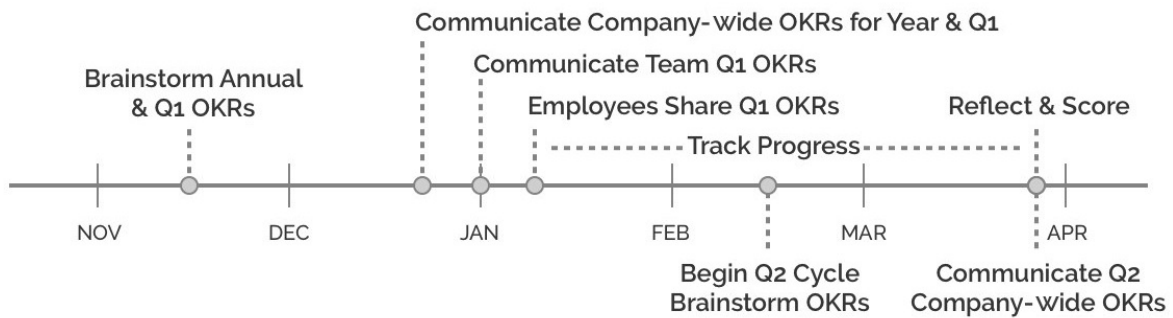 Communicate Company-wide OKRs for Year & Q1
Communicate Team Q1 OKRs
Brainstorm Annual
& Q1 OKRs
Employees Share Q1 OKRs
Reflect & Score
Track Progress
NOV
DEC
JAN
FEB
MAR
APR
Begin Q2 Cycle
Brainstorm OKRs
Communicate Q2
Company-wide OKRs